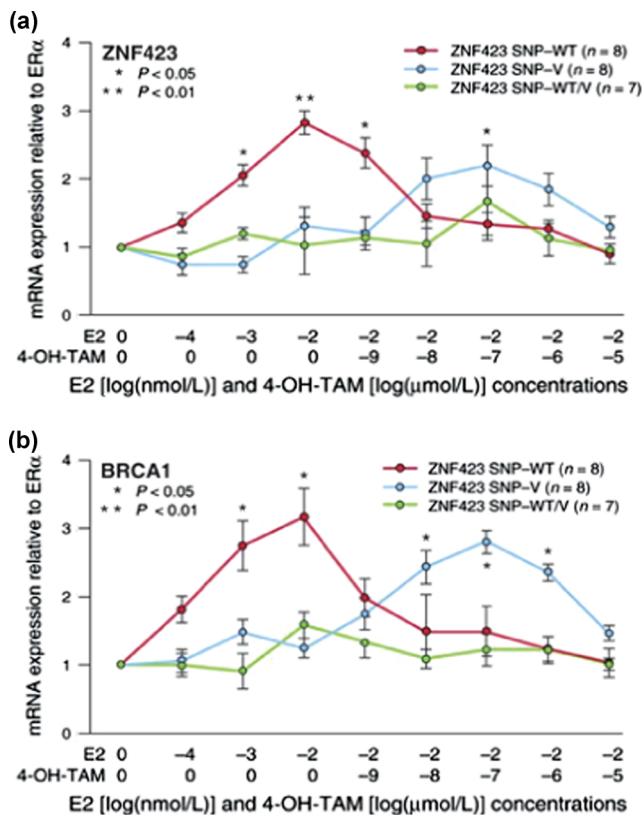 (a)
ZNF423
* P < 0.05
** P < 0.01
ZNF423 SNP–WT (n = 8)
ZNF423 SNP–V (n = 8)
ZNF423 SNP–WT/V (n = 7)
mRNA expression relative to ERα
4
3
2
1
0
*
**
*
*
E2 0 –4 –3 –2 –2 –2 –2 –2 –2
4-OH-TAM 0 0 0 0 –9 –8 –7 –6 –5
E2 [log(nmol/L)] and 4-OH-TAM [log(μmol/L)] concentrations
(b)
BRCA1
* P < 0.05
** P < 0.01
ZNF423 SNP–WT (n = 8)
ZNF423 SNP–V (n = 8)
ZNF423 SNP–WT/V (n = 7)
mRNA expression relative to ERα
4
3
2
1
0
*
*
*
*
*
E2 0 –4 –3 –2 –2 –2 –2 –2 –2
4-OH-TAM 0 0 0 0 –9 –8 –7 –6 –5
E2 [log(nmol/L)] and 4-OH-TAM [log(μmol/L)] concentrations